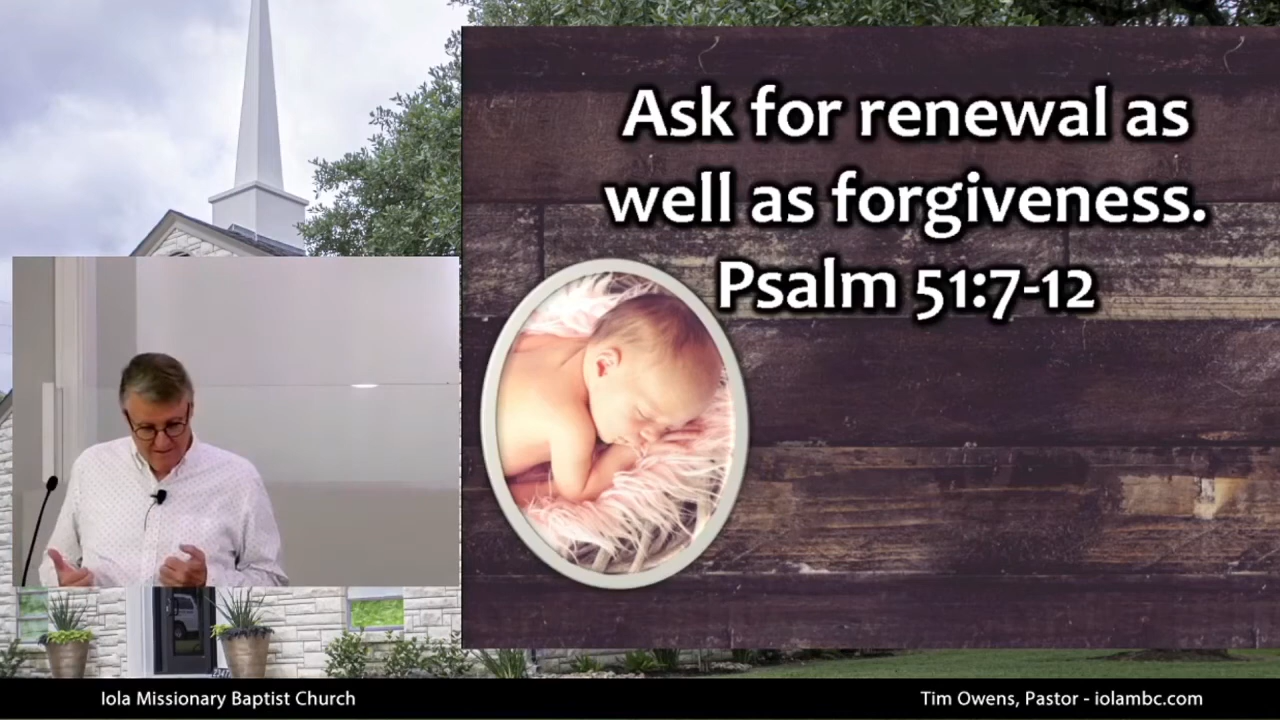 Ask for renewal as
well as forgiveness.
Psalm 51:7-12
Iola Missionary Baptist Church
Tim Owens, Pastor - iolambc.com